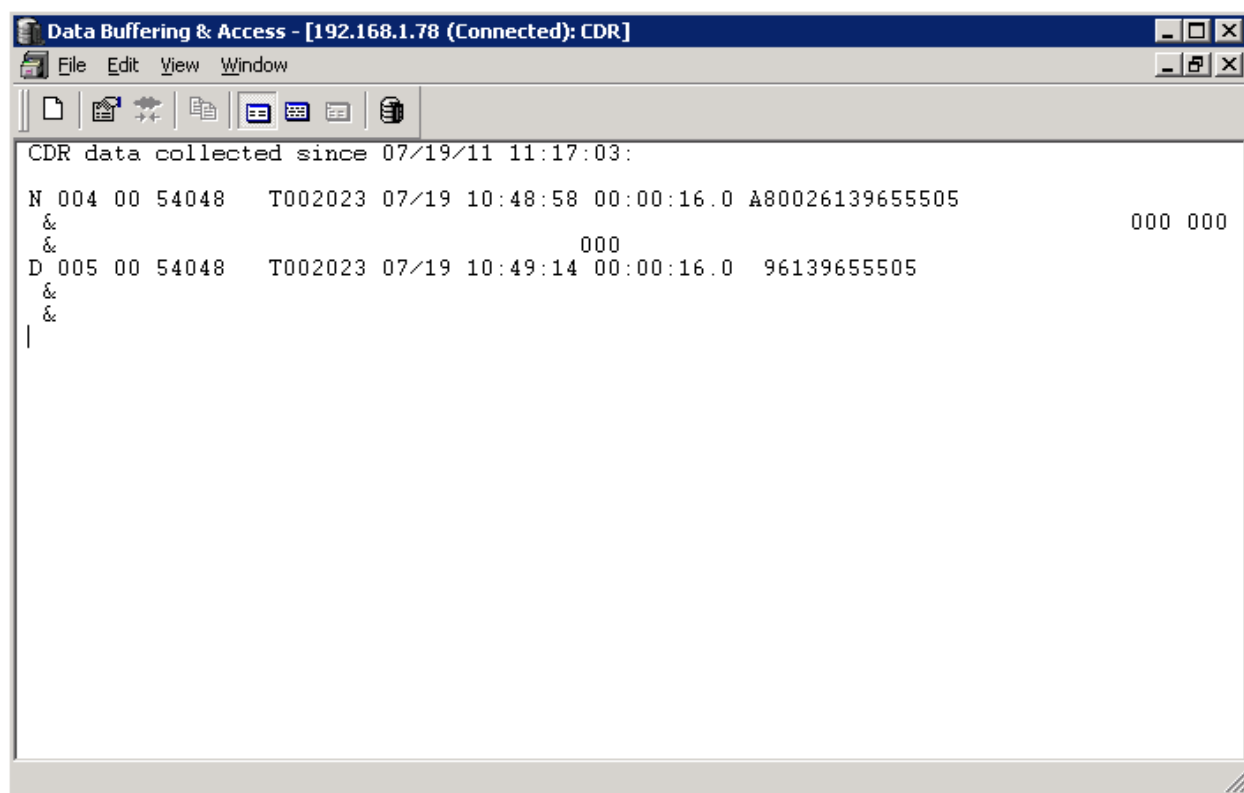 Data Buffering & Access - [192.168.1.78 (Connected): CDR]
File Edit View Window
CDR data collected since 07/19/11 11:17:03:
N 004 00 54048 T002023 07/19 10:48:58 00:00:16.0 A80026139655505
& 000 000
& 000
D 005 00 54048 T002023 07/19 10:49:14 00:00:16.0 96139655505
&
&